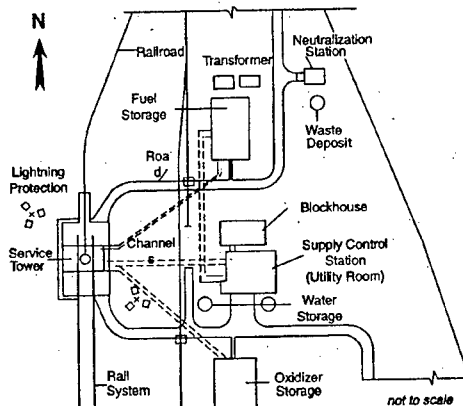 N
Railroad
Transformer
Neutralization
Station
Fuel
Storage
Waste
Deposit
Roa
d
Lightning
Protection
Blockhouse
Channel
s
Service
Tower
Supply Control
Station
(Utility Room)
Water
Storage
Rail
System
Oxidizer
Storage
not to scale